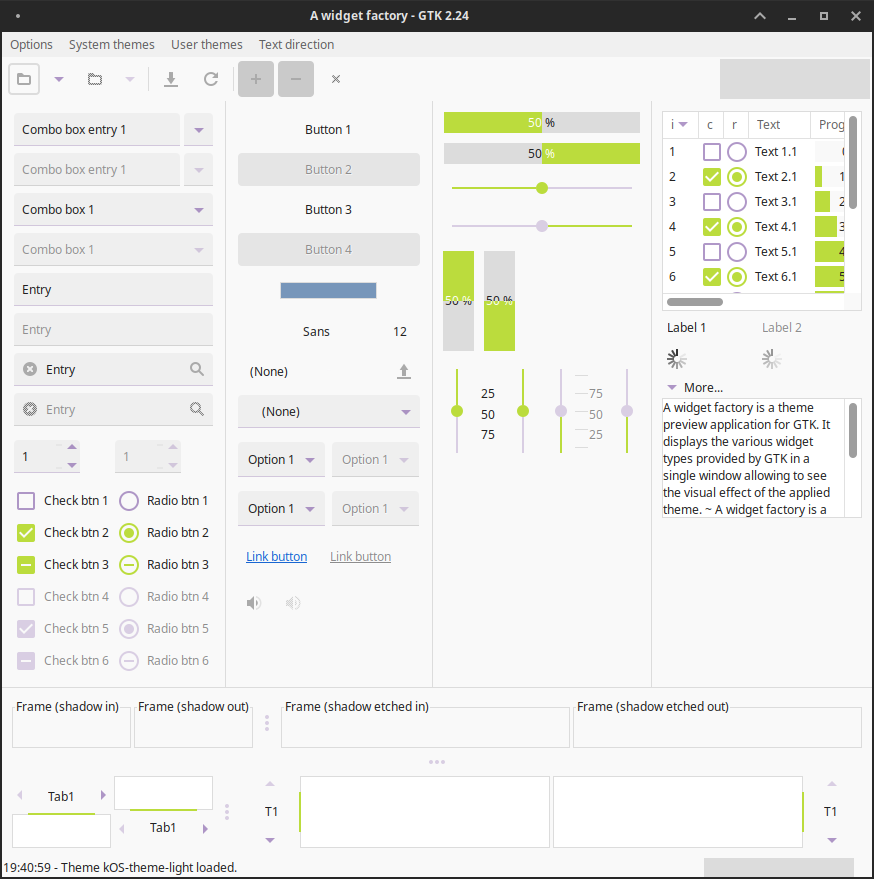 A widget factory - GTK 2.24
Options System themes User themes Text direction
Combo box entry 1
Combo box entry 1
Combo box 1
Combo box 1
Entry
Entry
Entry
Entry
1 1
Check btn 1 Radio btn 1
Check btn 2 Radio btn 2
Check btn 3 Radio btn 3
Check btn 4 Radio btn 4
Check btn 5 Radio btn 5
Check btn 6 Radio btn 6
Button 1
Button 2
Button 3
Button 4
Sans 12
(None)
(None)
Option 1 Option 1
Option 1 Option 1
Link button Link button
50 %
50 %
50 % 50 %
25 75
50 50
75 25
i c r Text Prog
1 Text 1.1
2 Text 2.1 1
3 Text 3.1 2
4 Text 4.1 3
5 Text 5.1 4
6 Text 6.1 5
Label 1 Label 2
More...
A widget factory is a theme
preview application for GTK. It
displays the various widget
types provided by GTK in a
single window allowing to see
the visual effect of the applied
theme. ~ A widget factory is a
Frame (shadow in) Frame (shadow out) Frame (shadow etched in) Frame (shadow etched out)
Tab1
Tab1
T1 T1
19:40:59 - Theme kOS-theme-light loaded.